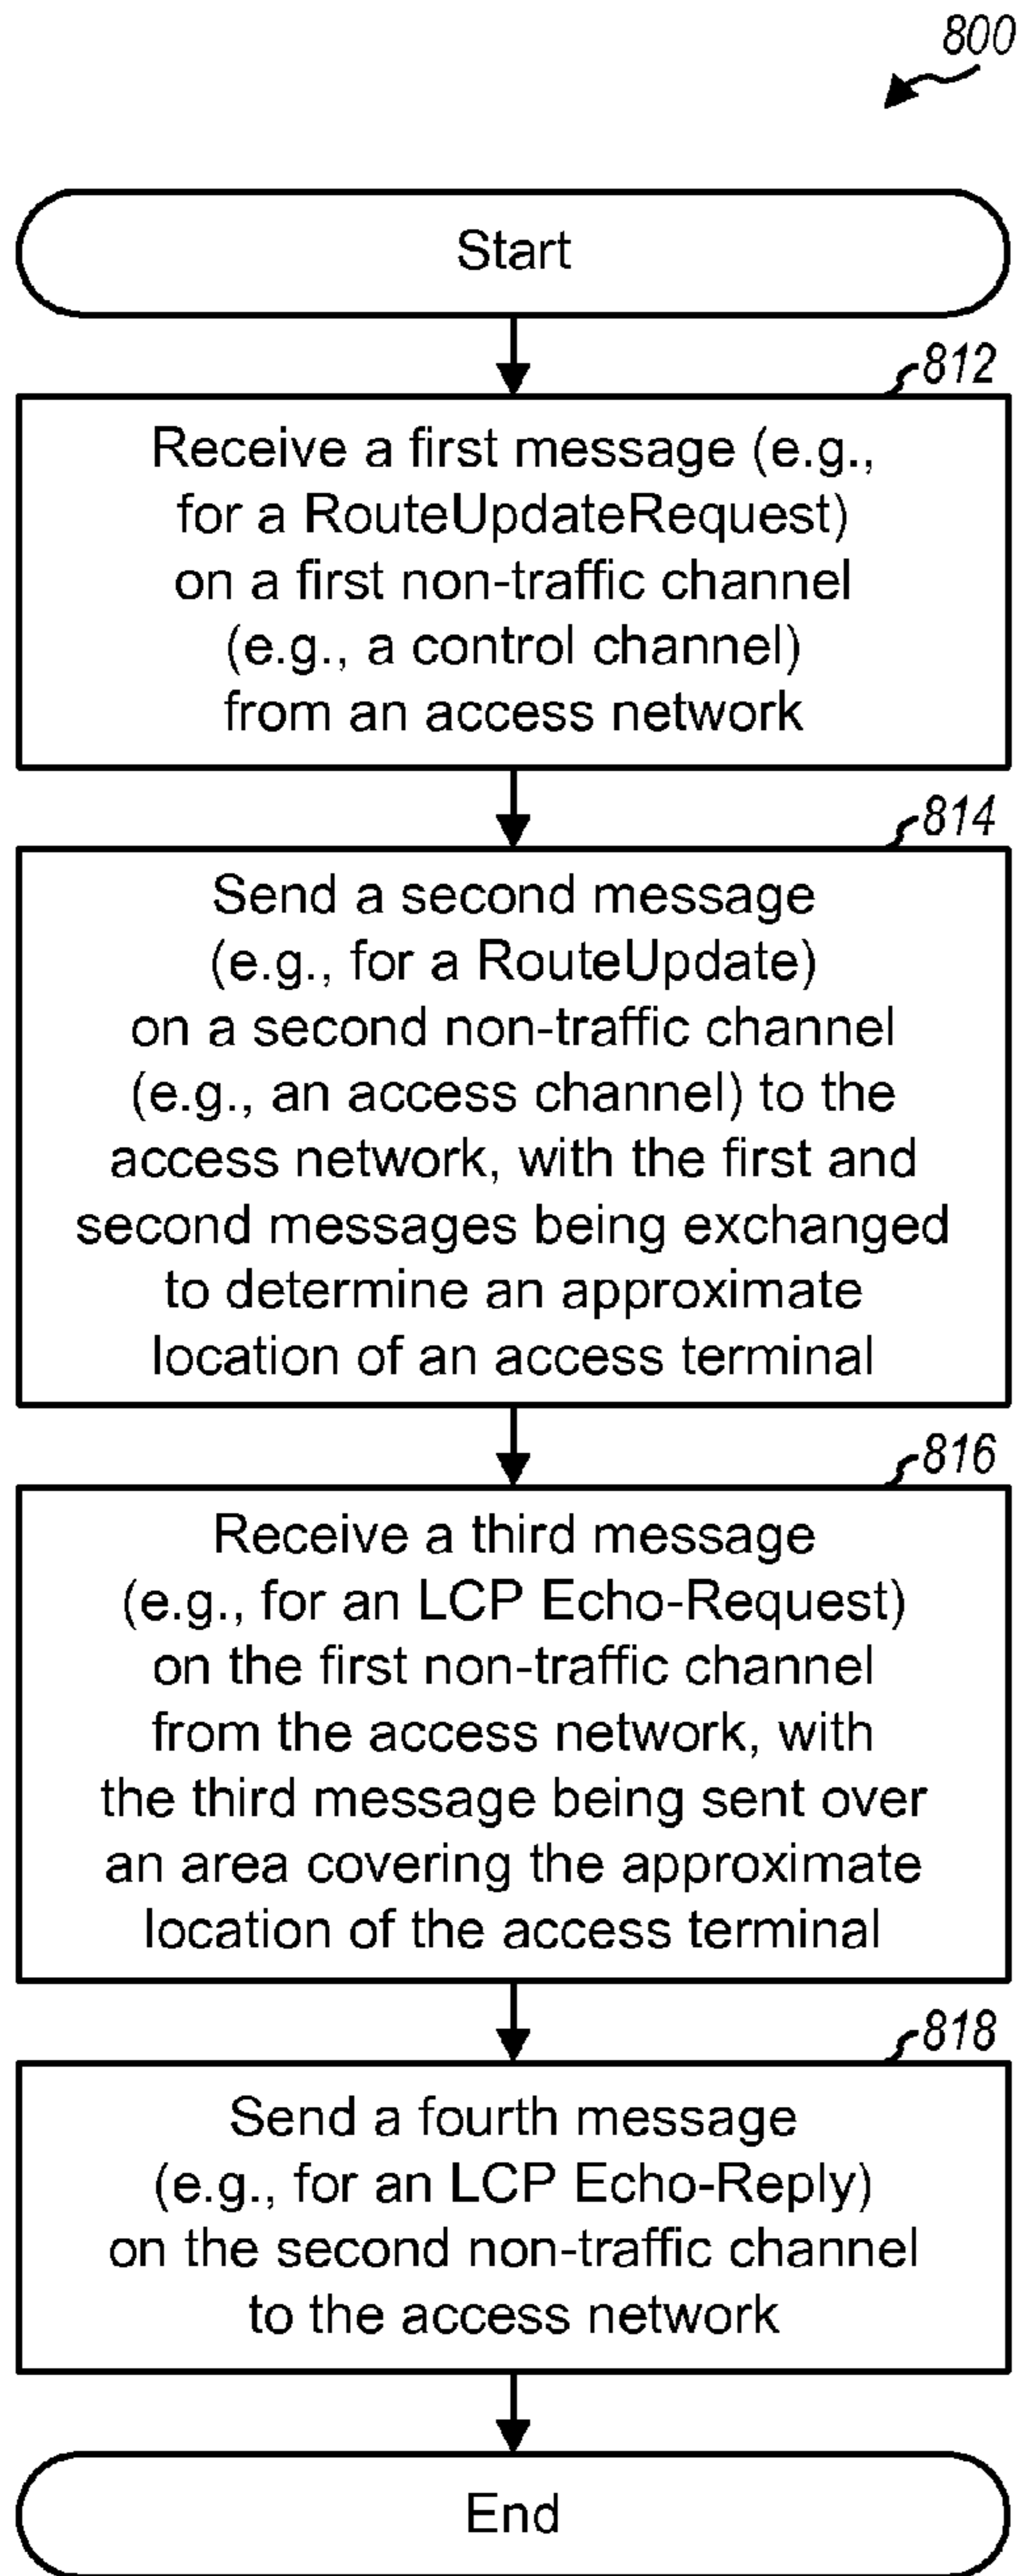 800
Start
812
Receive a first message (e.g.,
for a RouteUpdateRequest)
on a first non-traffic channel
(e.g., a control channel)
from an access network
814
Send a second message
(e.g., for a RouteUpdate)
on a second non-traffic channel
(e.g., an access channel) to the
access network, with the first and
second messages being exchanged
to determine an approximate
location of an access terminal
816
Receive a third message
(e.g., for an LCP Echo-Request)
on the first non-traffic channel
from the access network, with
the third message being sent over
an area covering the approximate
location of the access terminal
818
Send a fourth message
(e.g., for an LCP Echo-Reply)
on the second non-traffic channel
to the access network
End